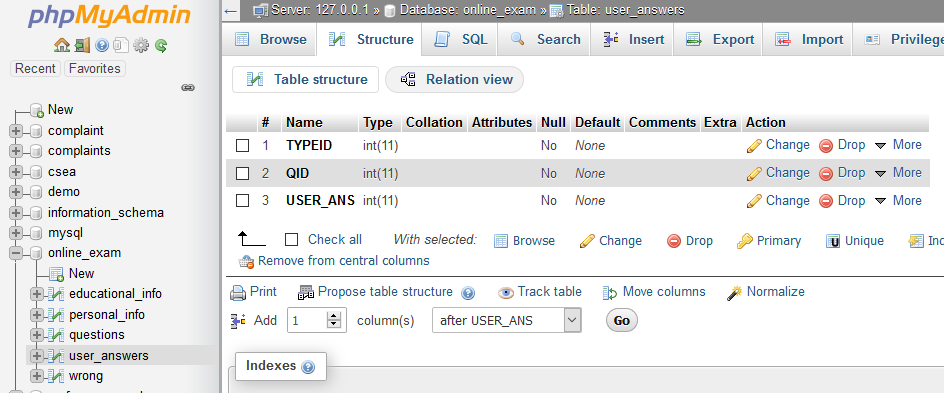 phpMyAdmin
Recent Favorites
New
complaint
complaints
csea
demo
information_schema
mysql
online_exam
New
educational_info
personal_info
questions
user_answers
wrong
← Server: 127.0.0.1 » Database: online_exam » Table: user_answers
Browse Structure SQL Search Insert Export Import
Table structure Relation view
# Name Type Collation Attributes Null Default Comments Extra Action
1 TYPEID int(11) No None Change Drop More
2 QID int(11) No None Change Drop More
3 USER_ANS int(11) No None Change Drop More
Check all With selected: Browse Change Drop Primary Unique
Remove from central columns
Print Propose table structure Track table Move columns Normalize
Add 1 column(s) after USER_ANS Go
Indexes